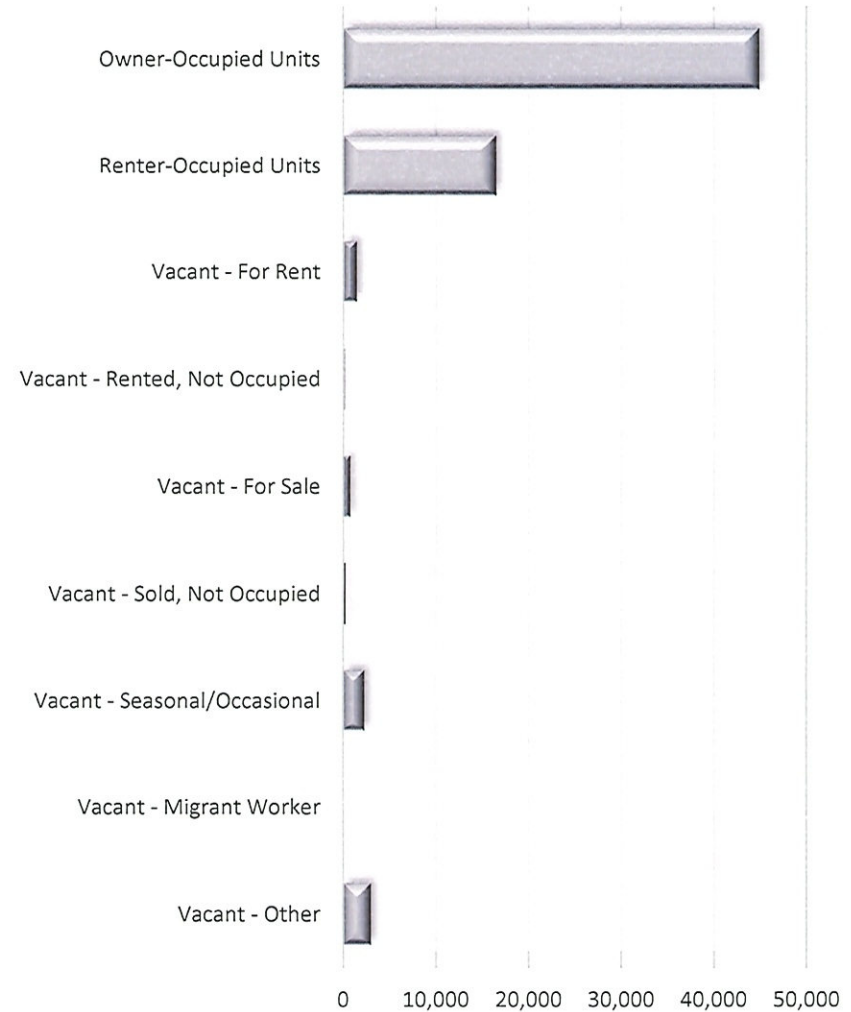 Owner-Occupied Units
Renter-Occupied Units
Vacant - For Rent
Vacant - Rented, Not Occupied
Vacant - For Sale
Vacant - Sold, Not Occupied
Vacant - Seasonal/Occasional
Vacant - Migrant Worker
Vacant - Other
0 10,000 20,000 30,000 40,000 50,000